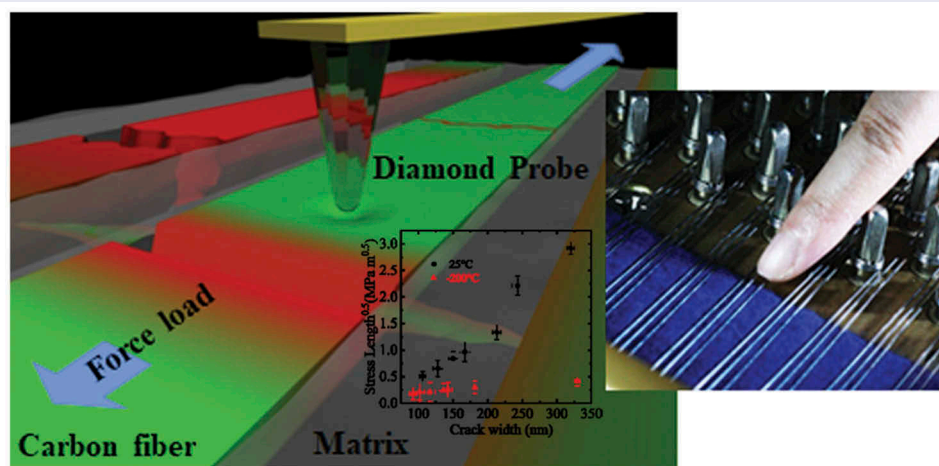 Diamond Probe
Stress Length^0.5 (MPa m^0.5)
3.0
2.5
2.0
1.5
1.0
0.5
0.0
25°C
-200°C
100 150 200 250 300 350
Crack width (nm)
Force load
Carbon fiber
Matrix